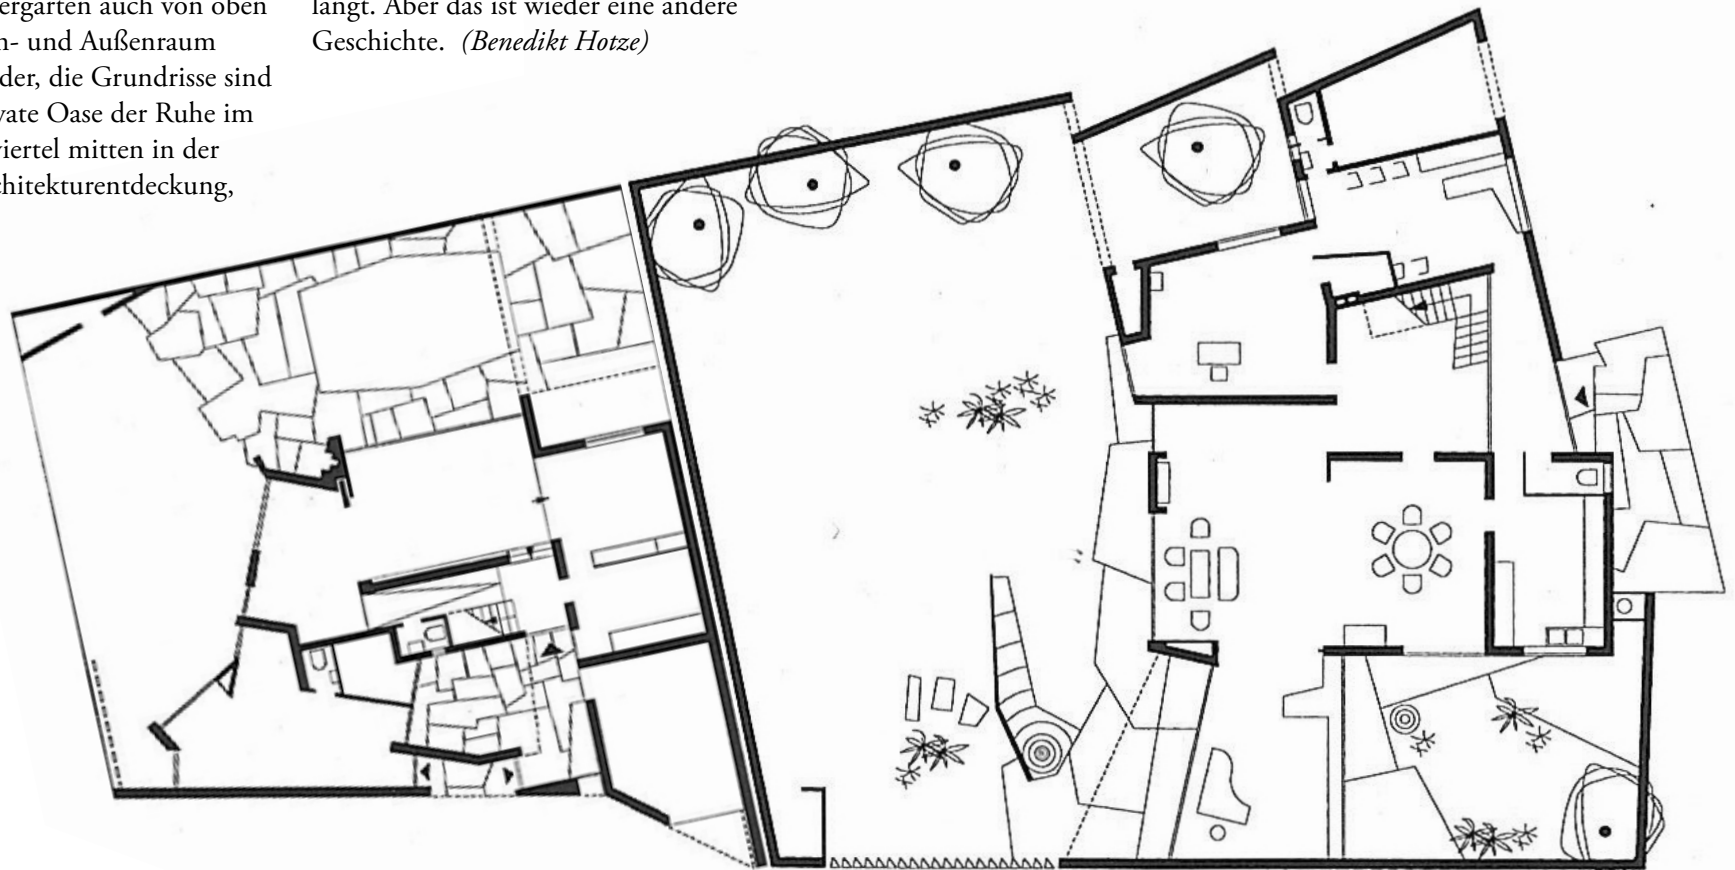 ergarten auch von oben
n- und Außenraum
der, die Grundrisse sind
vate Oase der Ruhe im
viertel mitten in der
chitekturentdeckung,
langt. Aber das ist wieder eine andere
Geschichte. (Benedikt Hotze)